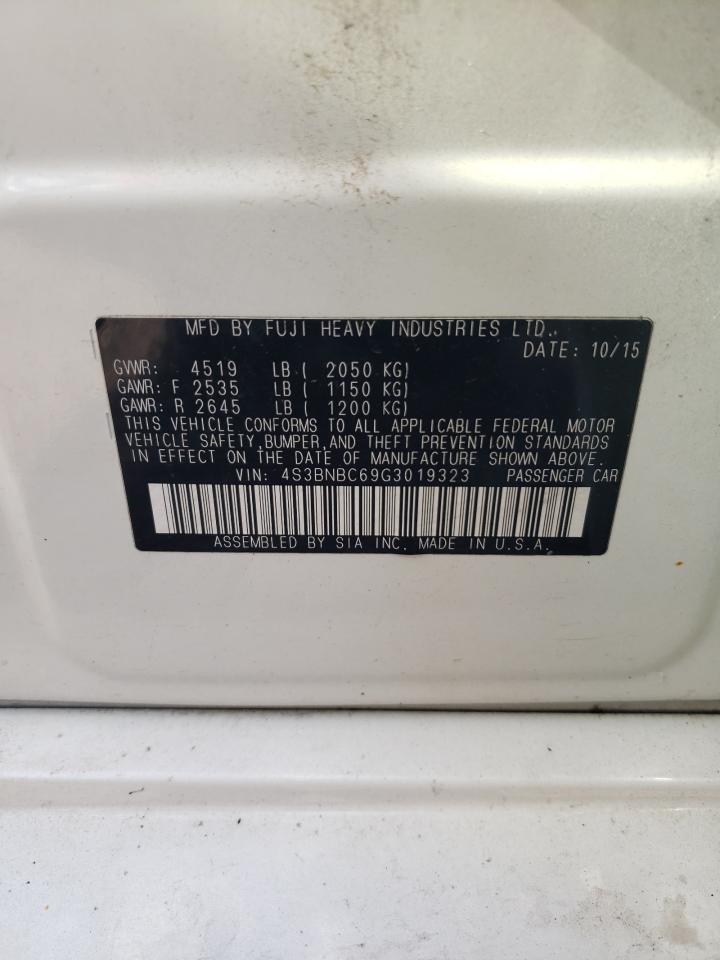 MFD BY FUJI HEAVY INDUSTRIES LTD.
DATE: 10/15
GVWR: 4519 LB ( 2050 KG)
GAWR: F 2535 LB ( 1150 KG)
GAWR: R 2645 LB ( 1200 KG)
THIS VEHICLE CONFORMS TO ALL APPLICABLE FEDERAL MOTOR
VEHICLE SAFETY, BUMPER, AND THEFT PREVENTION STANDARDS
IN EFFECT ON THE DATE OF MANUFACTURE SHOWN ABOVE.
VIN: 4S3BNBC69G3019323 PASSENGER CAR
ASSEMBLED BY SIA INC. MADE IN U.S.A.